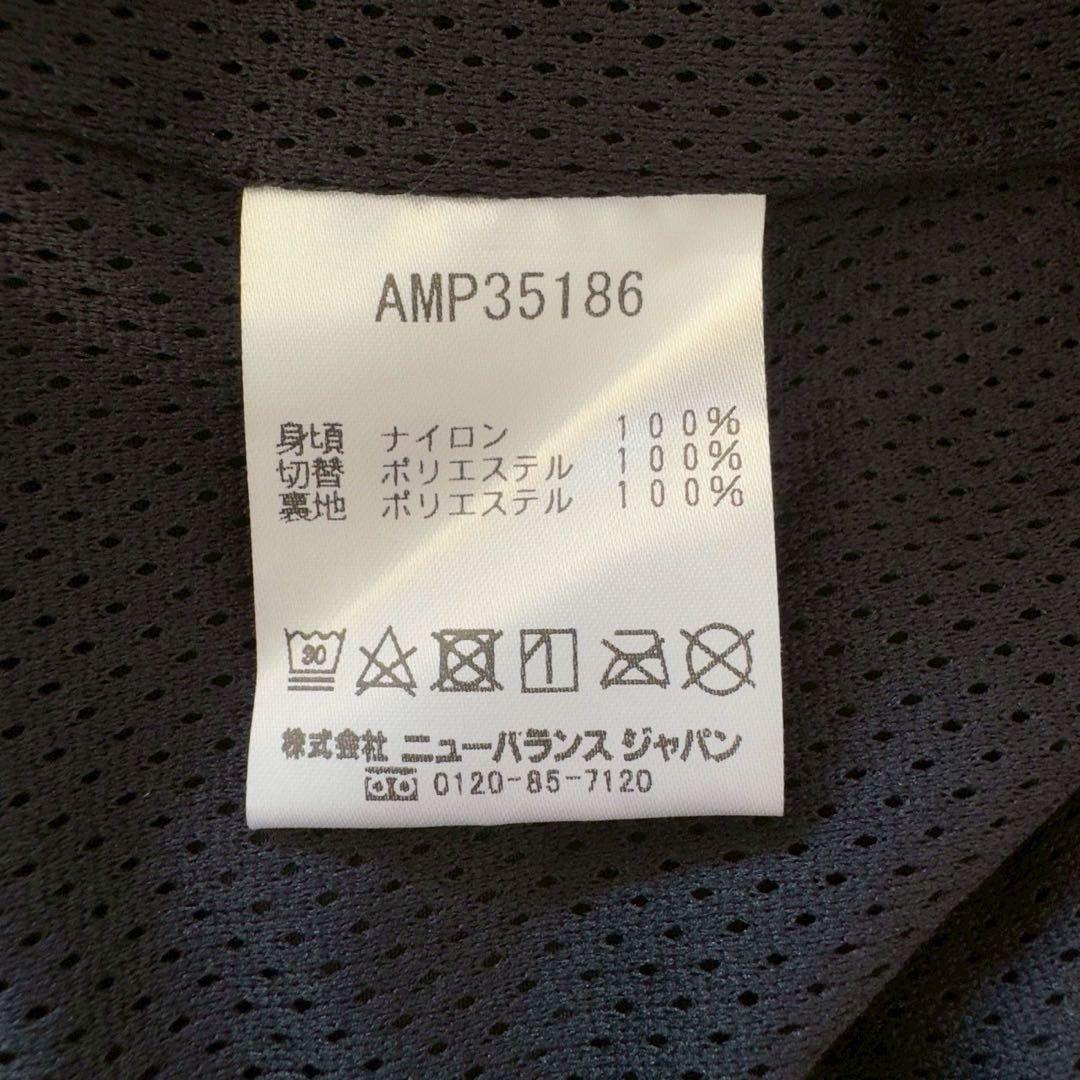 AMP35186
身頃 ナイロン 100%
切替 ポリエステル 100%
裏地 ポリエステル 100%
30
株式会社 ニューバランス ジャパン
0120-85-7120